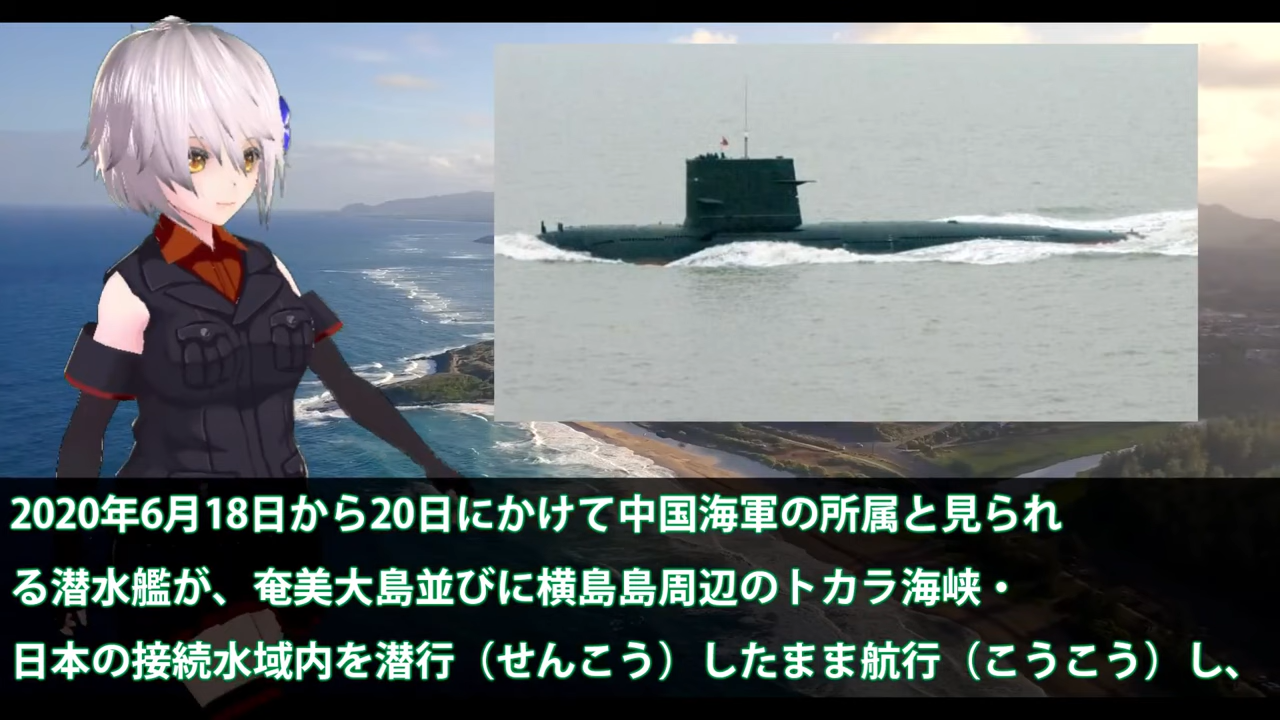 2020年6月18日から20日にかけて中国海軍の所属と見られ
る潜水艦が、奄美大島並びに横島島周辺のトカラ海峡・
日本の接続水域内を潜行（せんこう）したまま航行（こうこう）し、